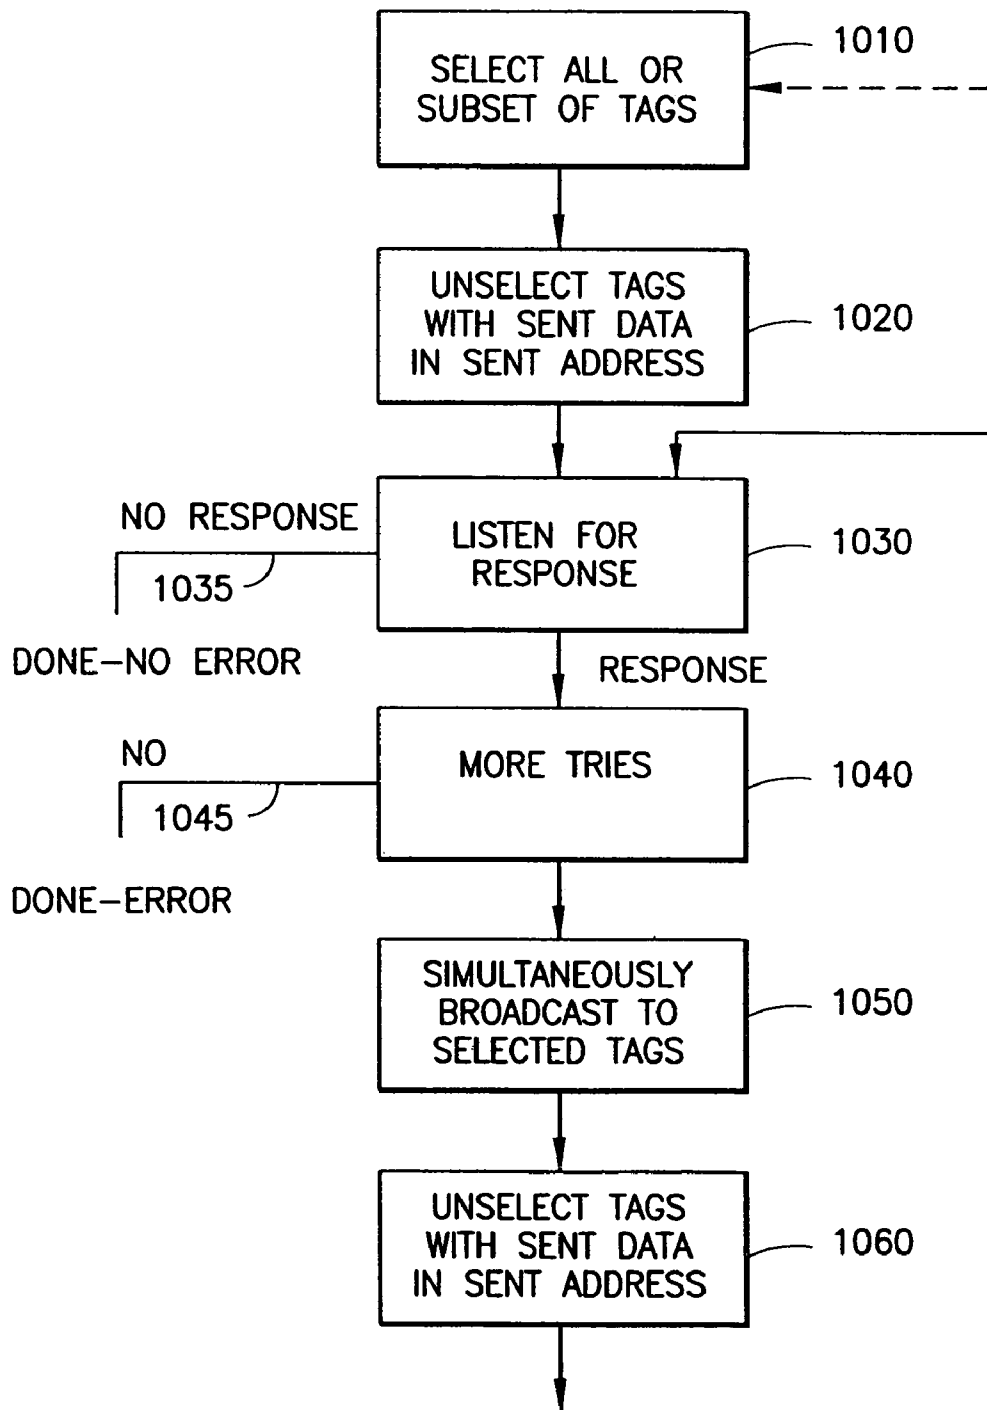 SELECT ALL OR
SUBSET OF TAGS
1010
UNSELECT TAGS
WITH SENT DATA
IN SENT ADDRESS
1020
NO RESPONSE
1035
DONE-NO ERROR
LISTEN FOR
RESPONSE
1030
RESPONSE
NO
1045
DONE-ERROR
MORE TRIES
1040
SIMULTANEOUSLY
BROADCAST TO
SELECTED TAGS
1050
UNSELECT TAGS
WITH SENT DATA
IN SENT ADDRESS
1060